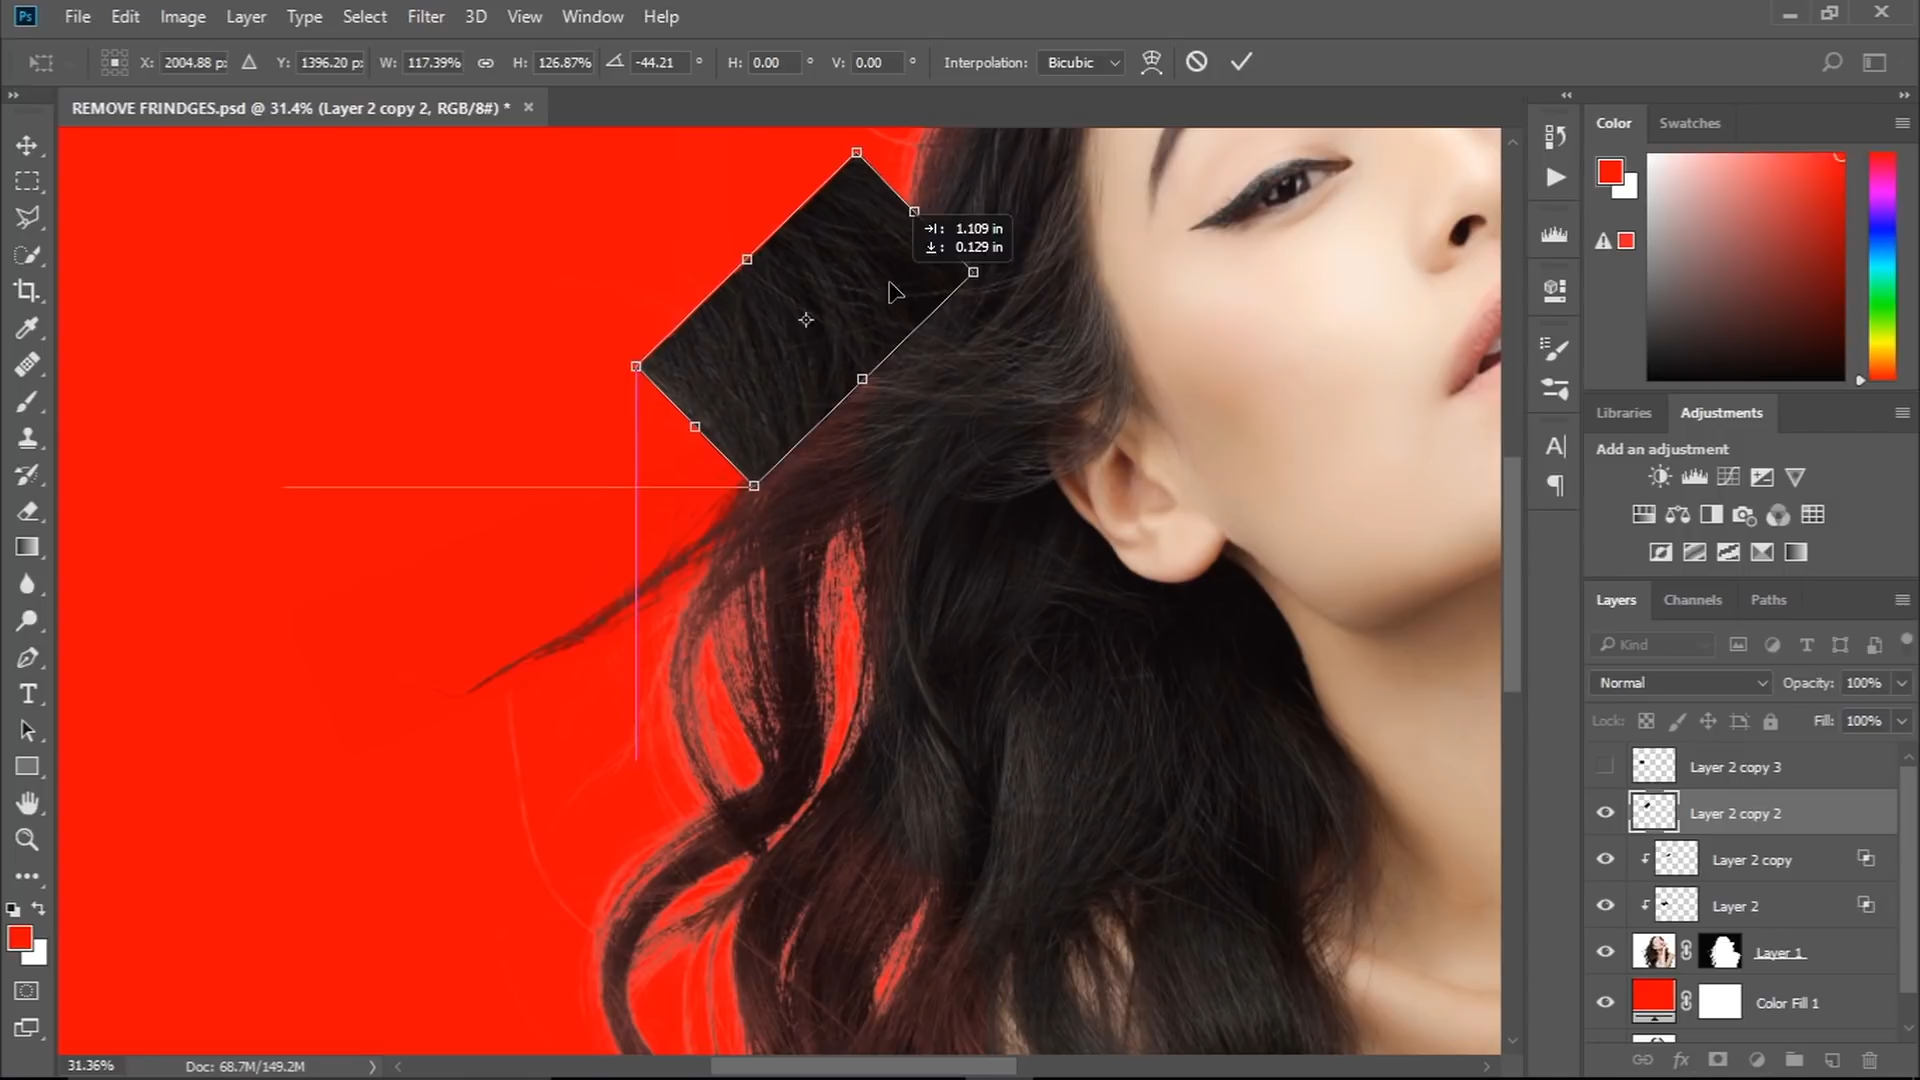 Ps File Edit Image Layer Type Select Filter 3D View Window Help
X: 2004.88 p: Y: 1396.20 p: W: 117.39% H: 126.87% -44.21 ° H: 0.00 ° V: 0.00 ° Interpolation: Bicubic
REMOVE FRINDGES.psd @ 31.4% (Layer 2 copy 2, RGB/8#) * ×
Color Swatches
: 1.109 in
: 0.129 in
Libraries Adjustments
Add an adjustment
Layers Channels Paths
Kind
Normal Opacity: 100%
Lock: Fill: 100%
Layer 2 copy 3
Layer 2 copy 2
Layer 2 copy
Layer 2
Layer 1
Color Fill 1
31.36% Doc: 68.7M/149.2M